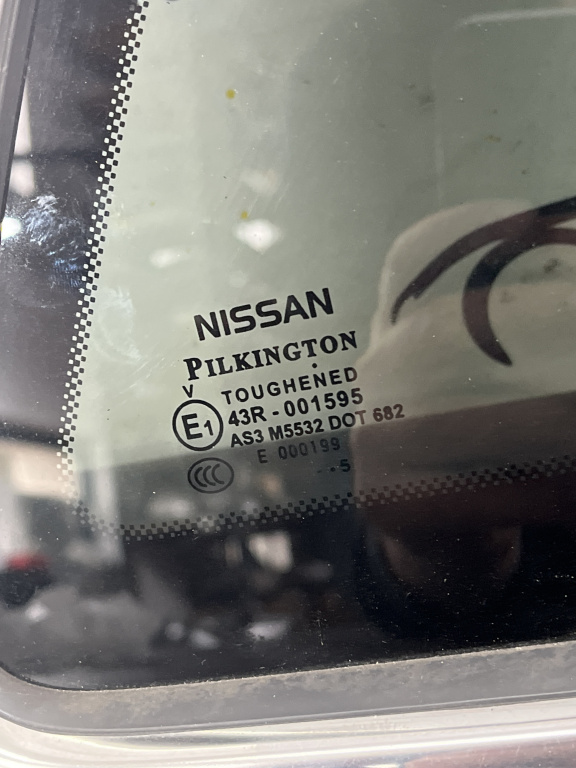 NISSAN
PILKINGTON
V TOUGHENED
E1 43R - 001595
AS3 M5532 DOT 682
E 000199
CCC
• • 5